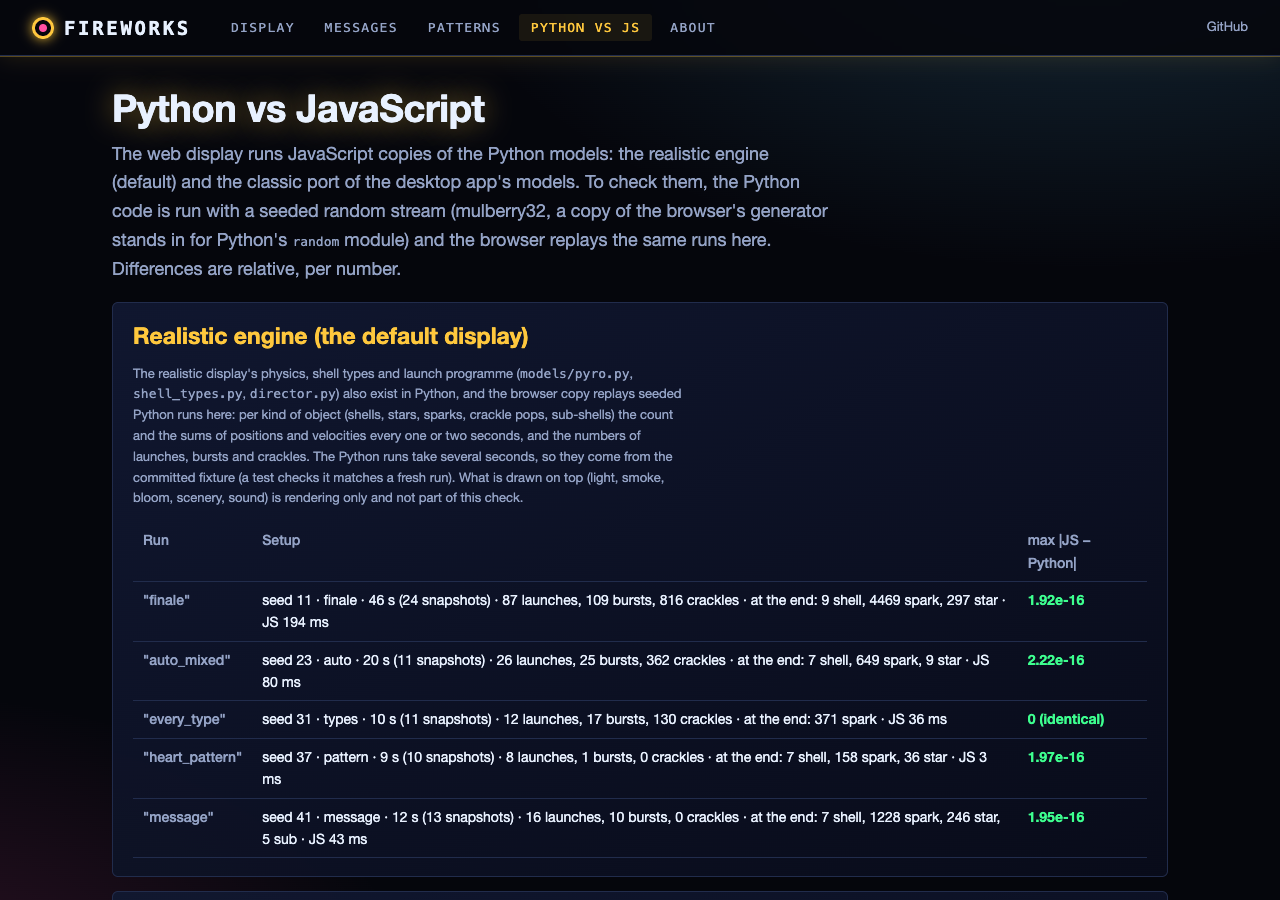 FIREWORKS
DISPLAY
MESSAGES
PATTERNS
PYTHON VS JS
ABOUT
GitHub
Python vs JavaScript
The web display runs JavaScript copies of the Python models: the realistic engine
(default) and the classic port of the desktop app's models. To check them, the Python
code is run with a seeded random stream (mulberry32, a copy of the browser's generator
stands in for Python's random module) and the browser replays the same runs here.
Differences are relative, per number.
Realistic engine (the default display)
The realistic display's physics, shell types and launch programme (models/pyro.py,
shell_types.py, director.py) also exist in Python, and the browser copy replays seeded
Python runs here: per kind of object (shells, stars, sparks, crackle pops, sub-shells) the count
and the sums of positions and velocities every one or two seconds, and the numbers of
launches, bursts and crackles. The Python runs take several seconds, so they come from the
committed fixture (a test checks it matches a fresh run). What is drawn on top (light, smoke,
bloom, scenery, sound) is rendering only and not part of this check.
Run
Setup
max |JS −
Python|
"finale"
seed 11 · finale · 46 s (24 snapshots) · 87 launches, 109 bursts, 816 crackles · at the end: 9 shell, 4469 spark, 297 star ·
JS 194 ms
1.92e-16
"auto_mixed"
seed 23 · auto · 20 s (11 snapshots) · 26 launches, 25 bursts, 362 crackles · at the end: 7 shell, 649 spark, 9 star · JS
80 ms
2.22e-16
"every_type"
seed 31 · types · 10 s (11 snapshots) · 12 launches, 17 bursts, 130 crackles · at the end: 371 spark · JS 36 ms
0 (identical)
"heart_pattern"
seed 37 · pattern · 9 s (10 snapshots) · 8 launches, 1 bursts, 0 crackles · at the end: 7 shell, 158 spark, 36 star · JS 3
ms
1.97e-16
"message"
seed 41 · message · 12 s (13 snapshots) · 16 launches, 10 bursts, 0 crackles · at the end: 7 shell, 1228 spark, 246 star,
5 sub · JS 43 ms
1.95e-16